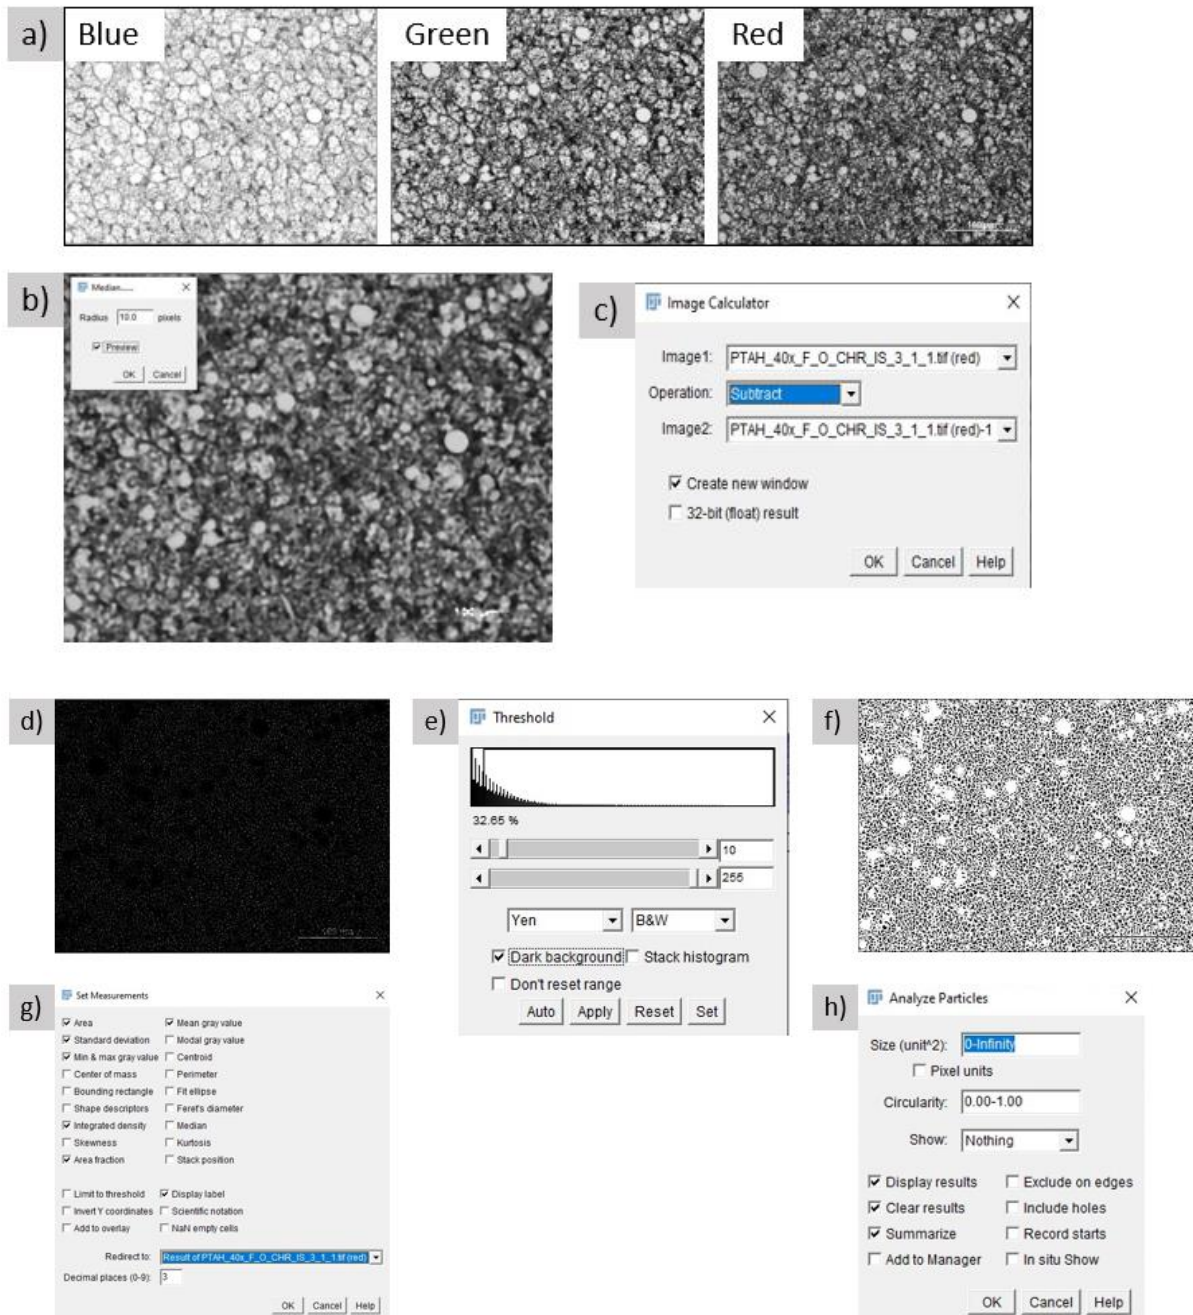 a)
Blue
Green
Red
b)
Median......
Radius 10.0 pixels
Preview
OK Cancel
c)
Image Calculator
Image1: PTAH_40x_F_O_CHR_IS_3_1_1.tif (red)
Operation: Subtract
Image2: PTAH_40x_F_O_CHR_IS_3_1_1.tif (red)-1
Create new window
32-bit (float) result
OK Cancel Help
d)
e)
Threshold
32.65 %
10
255
Yen B&W
Dark background Stack histogram
Don't reset range
Auto Apply Reset Set
f)
g)
Set Measurements
Area Mean gray value
Standard deviation Modal gray value
Min & max gray value Centroid
Center of mass Perimeter
Bounding rectangle Fit ellipse
Shape descriptors Feret's diameter
Integrated density Median
Skewness Kurtosis
Area fraction Stack position
Limit to threshold Display label
Invert Y coordinates Scientific notation
Add to overlay NaN empty cells
Redirect to: Result of PTAH_40x_F_O_CHR_IS_3_1_1.tif (red)
Decimal places (0-9): 3
OK Cancel Help
h)
Analyze Particles
Size (unit^2): 0-Infinity
Pixel units
Circularity: 0.00-1.00
Show: Nothing
Display results Exclude on edges
Clear results Include holes
Summarize Record starts
Add to Manager In situ Show
OK Cancel Help